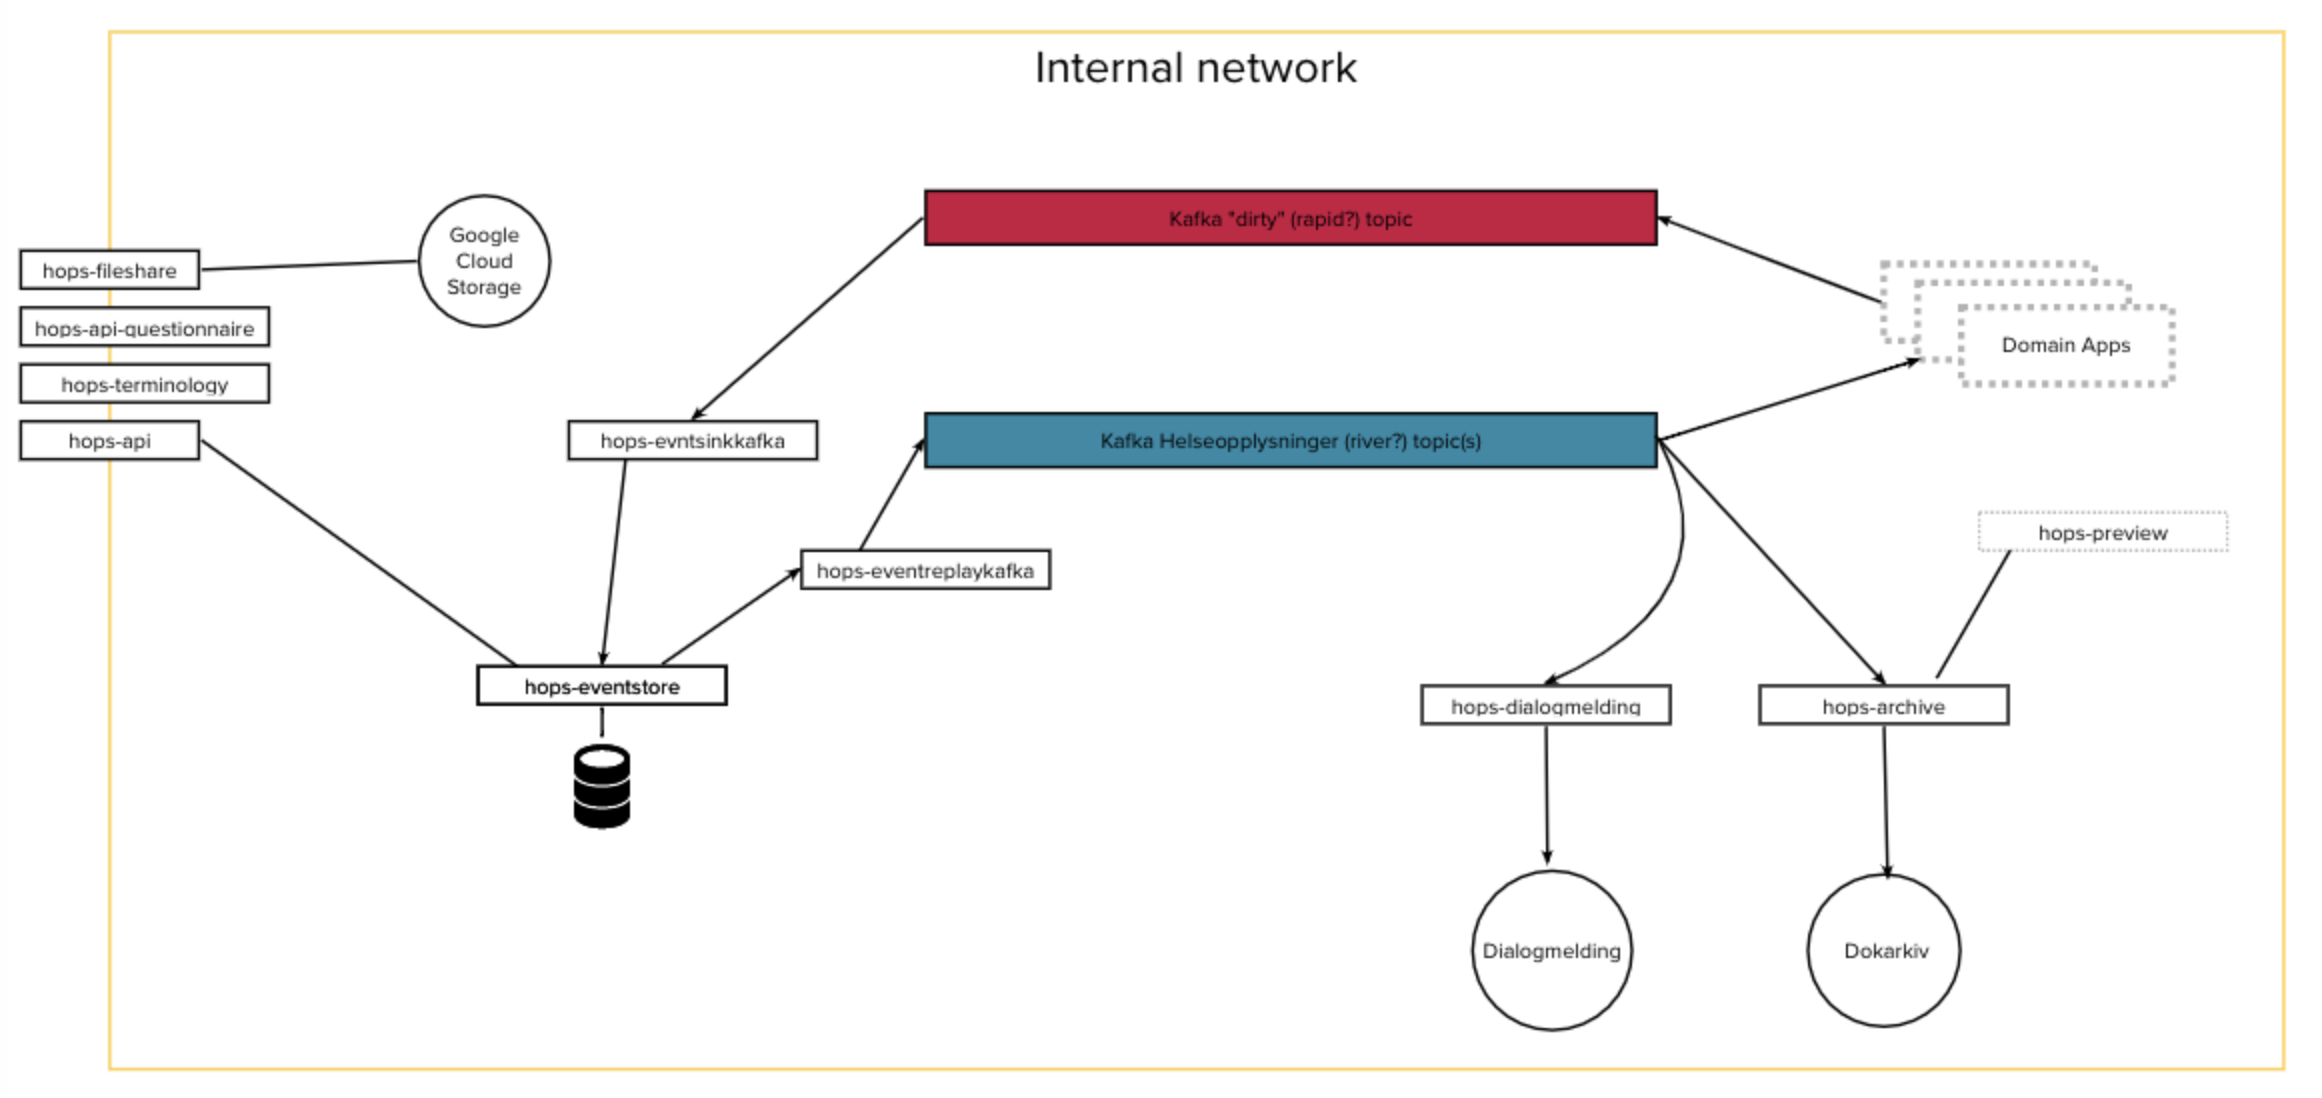 Internal network
Kafka "dirty" (rapid?) topic
Google
Cloud
Storage
hops-fileshare
hops-api-questionnaire
hops-terminology
hops-api
Domain Apps
hops-evntsinkkafka
Kafka Helseopplysninger (river?) topic(s)
hops-preview
hops-eventreplaykafka
hops-eventstore
hops-dialogmelding
hops-archive
Dialogmelding
Dokarkiv